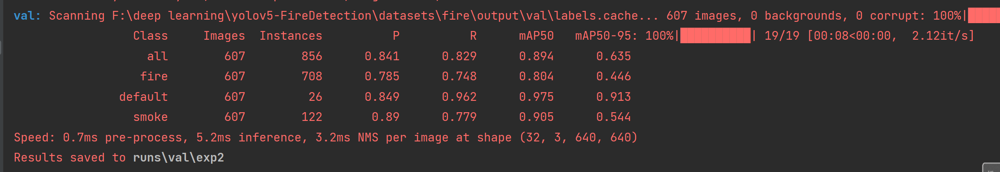 val: Scanning F:\deep learning\yolov5-FireDetection\datasets\fire\output\val\labels.cache... 607 images, 0 backgrounds, 0 corrupt: 100%|█████
Class Images Instances P R mAP50 mAP50-95: 100%|██████████| 19/19 [00:08<00:00, 2.12it/s]
all 607 856 0.841 0.829 0.894 0.635
fire 607 708 0.785 0.748 0.804 0.446
default 607 26 0.849 0.962 0.975 0.913
smoke 607 122 0.89 0.779 0.905 0.544
Speed: 0.7ms pre-process, 5.2ms inference, 3.2ms NMS per image at shape (32, 3, 640, 640)
Results saved to runs\val\exp2